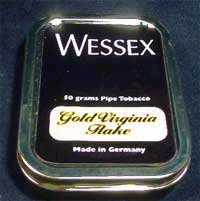 WESSEX
50 grams Pipe Tobacco
Gold Virginia
Flake
Made in Germany